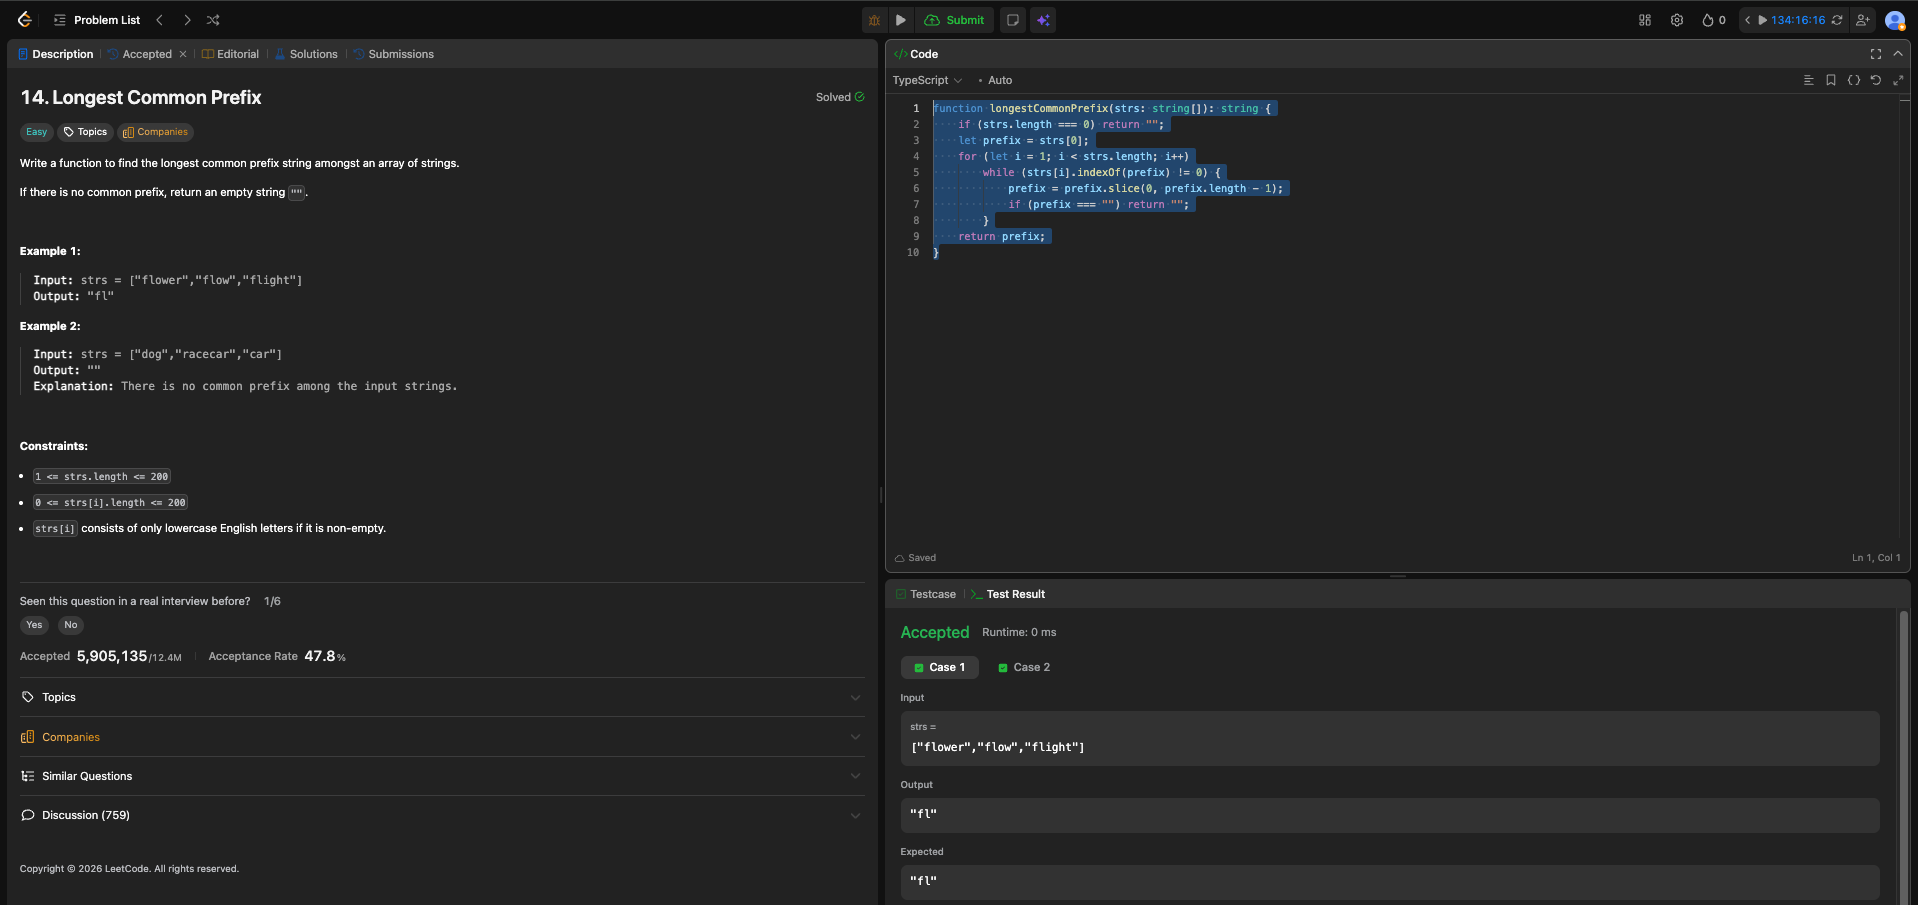 Problem List
Submit
0
134:16:16
Description
Accepted
Editorial
Solutions
Submissions
14. Longest Common Prefix
Solved
Easy
Topics
Companies
Write a function to find the longest common prefix string amongst an array of strings.
If there is no common prefix, return an empty string "".
Example 1:
Input: strs = ["flower","flow","flight"]
Output: "fl"
Example 2:
Input: strs = ["dog","racecar","car"]
Output: ""
Explanation: There is no common prefix among the input strings.
Constraints:
1 <= strs.length <= 200
0 <= strs[i].length <= 200
strs[i] consists of only lowercase English letters if it is non-empty.
Seen this question in a real interview before? 1/6
Yes No
Accepted 5,905,135/12.4M Acceptance Rate 47.8%
Topics
Companies
Similar Questions
Discussion (759)
Copyright © 2026 LeetCode. All rights reserved.
Code
TypeScript
Auto
1 function longestCommonPrefix(strs: string[]): string {
2     if (strs.length === 0) return "";
3     let prefix = strs[0];
4     for (let i = 1; i < strs.length; i++)
5         while (strs[i].indexOf(prefix) != 0) {
6             prefix = prefix.slice(0, prefix.length - 1);
7             if (prefix === "") return "";
8         }
9     return prefix;
10 }
Saved
Ln 1, Col 1
Testcase
Test Result
Accepted Runtime: 0 ms
Case 1 Case 2
Input
strs =
["flower","flow","flight"]
Output
"fl"
Expected
"fl"